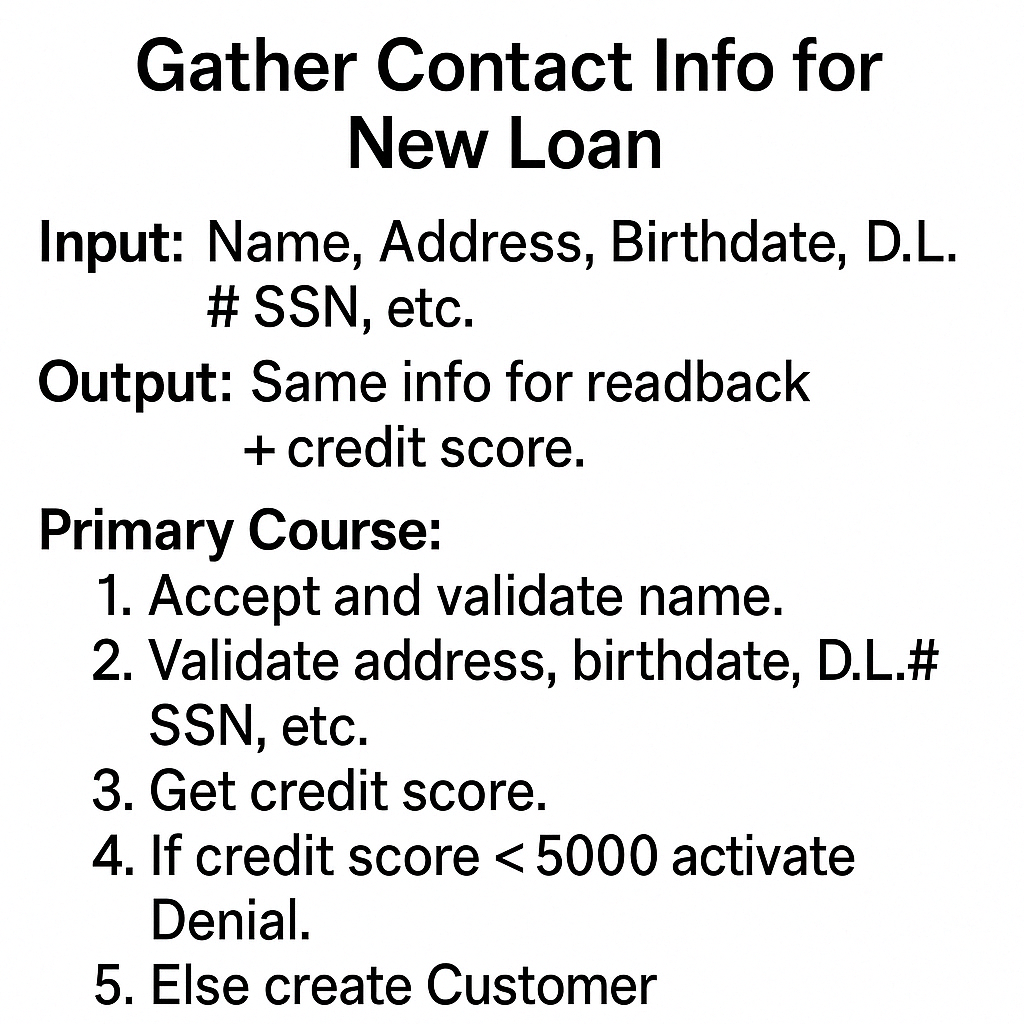 Gather Contact Info for
New Loan
Input: Name, Address, Birthdate, D.L.
# SSN, etc.
Output: Same info for readback
+ credit score.
Primary Course:
1. Accept and validate name.
2. Validate address, birthdate, D.L.#
SSN, etc.
3. Get credit score.
4. If credit score < 5000 activate
Denial.
5. Else create Customer